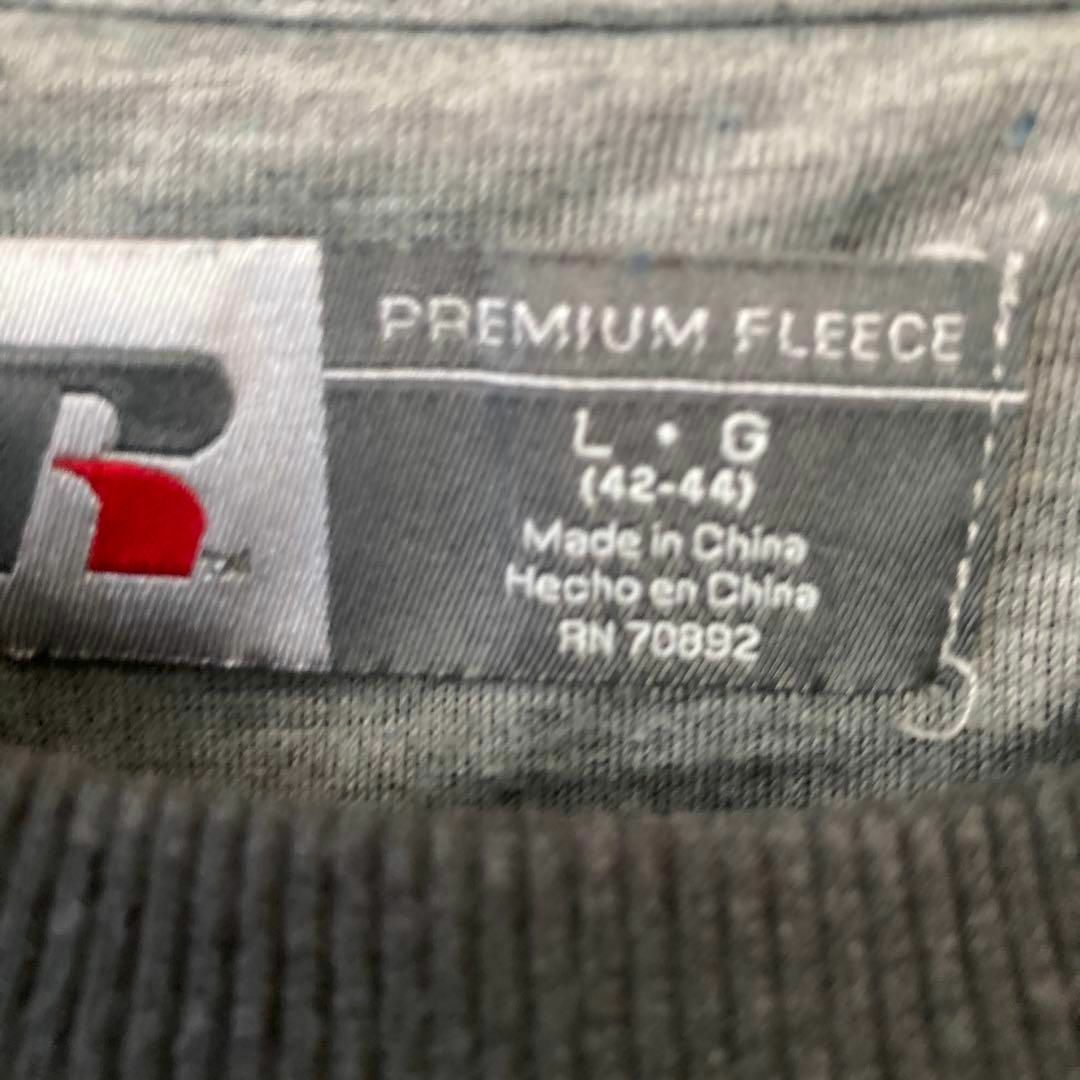 R
PREMIUM FLEECE
L • G
(42-44)
Made in China
Hecho en China
RN 70892